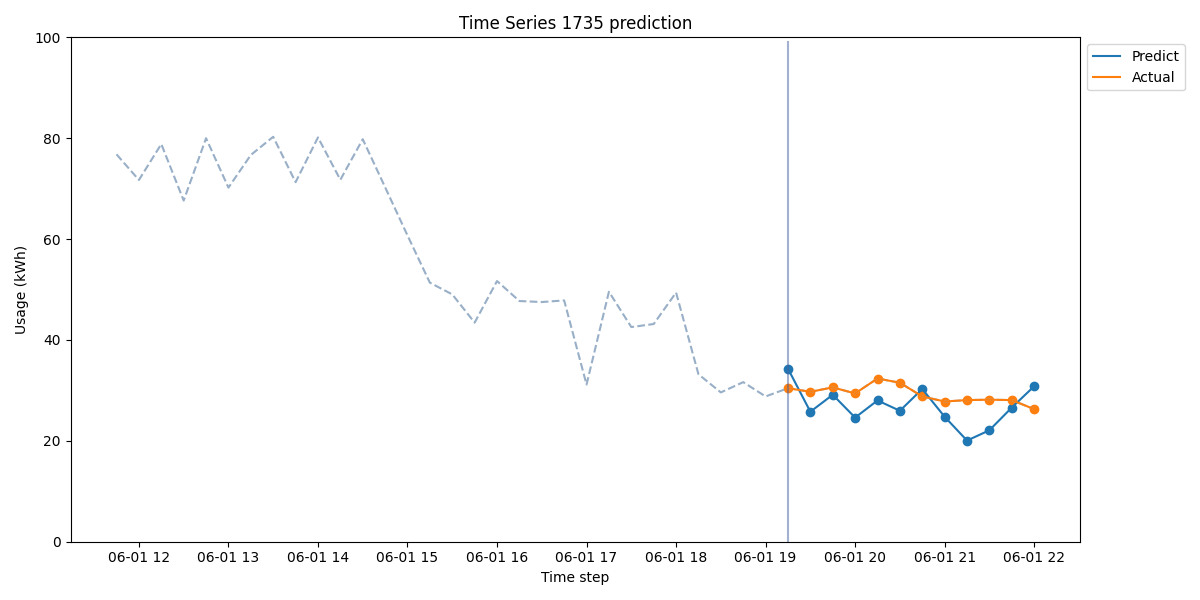 Time Series 1735 prediction
Usage (kWh)
100
80
60
40
20
0
06-01 12 06-01 13 06-01 14 06-01 15 06-01 16 06-01 17 06-01 18 06-01 19 06-01 20 06-01 21 06-01 22
Time step
Predict
Actual